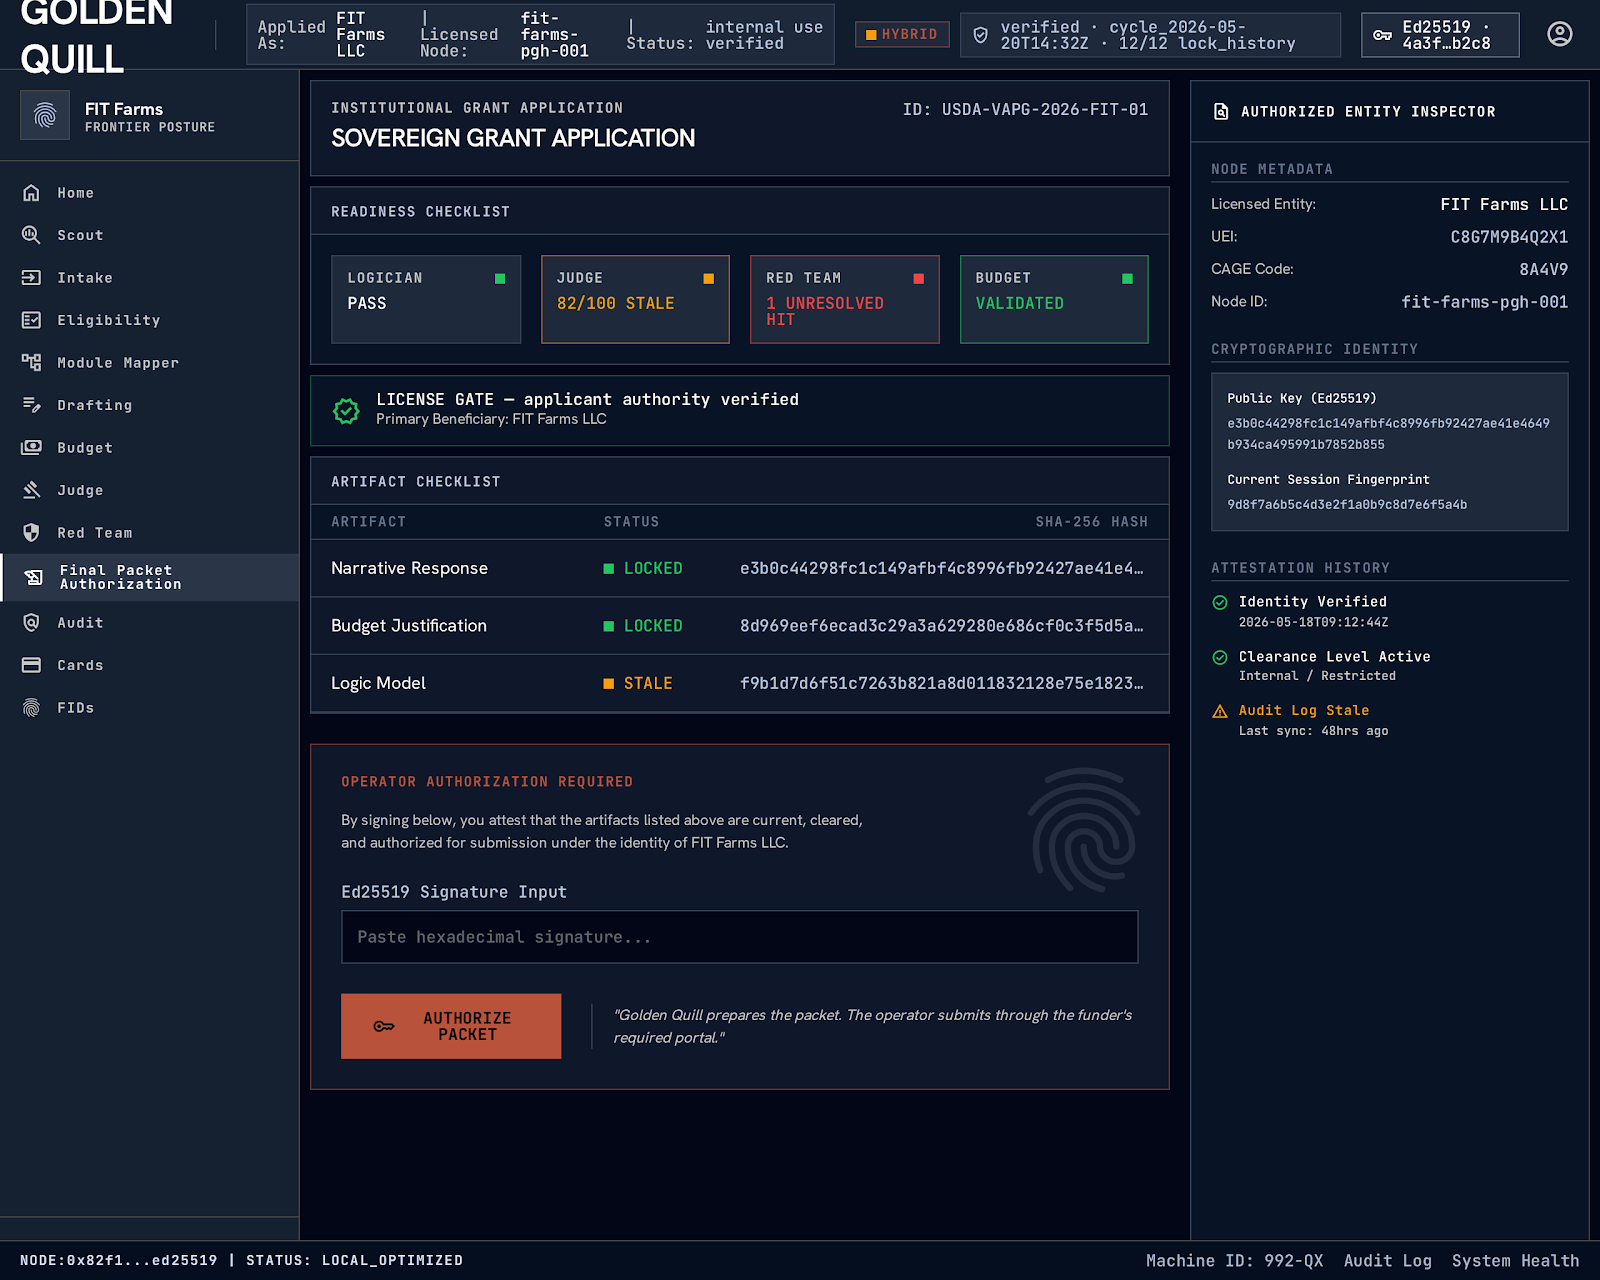 GOLDEN
QUILL
Applied As: FIT Farms LLC | Licensed Node: fit-farms-pgh-001 | Status: internal use verified
HYBRID
verified · cycle_2026-05-20T14:32Z · 12/12 lock_history
Ed25519 · 4a3f…b2c8
FIT Farms
FRONTIER POSTURE
Home
Scout
Intake
Eligibility
Module Mapper
Drafting
Budget
Judge
Red Team
Final Packet
Authorization
Audit
Cards
FIDs
INSTITUTIONAL GRANT APPLICATION
ID: USDA-VAPG-2026-FIT-01
SOVEREIGN GRANT APPLICATION
READINESS CHECKLIST
LOGICIAN
PASS
JUDGE
82/100 STALE
RED TEAM
1 UNRESOLVED
HIT
BUDGET
VALIDATED
LICENSE GATE — applicant authority verified
Primary Beneficiary: FIT Farms LLC
ARTIFACT CHECKLIST
ARTIFACT STATUS SHA-256 HASH
Narrative Response LOCKED e3b0c44298fc1c149afbf4c8996fb92427ae41e4…
Budget Justification LOCKED 8d969eef6ecad3c29a3a629280e686cf0c3f5d5a…
Logic Model STALE f9b1d7d6f51c7263b821a8d011832128e75e1823…
OPERATOR AUTHORIZATION REQUIRED
By signing below, you attest that the artifacts listed above are current, cleared,
and authorized for submission under the identity of FIT Farms LLC.
Ed25519 Signature Input
Paste hexadecimal signature...
AUTHORIZE
PACKET
"Golden Quill prepares the packet. The operator submits through the funder's
required portal."
AUTHORIZED ENTITY INSPECTOR
NODE METADATA
Licensed Entity: FIT Farms LLC
UEI: C8G7M9B4Q2X1
CAGE Code: 8A4V9
Node ID: fit-farms-pgh-001
CRYPTOGRAPHIC IDENTITY
Public Key (Ed25519)
e3b0c44298fc1c149afbf4c8996fb92427ae41e4649
b934ca495991b7852b855
Current Session Fingerprint
9d8f7a6b5c4d3e2f1a0b9c8d7e6f5a4b
ATTESTATION HISTORY
Identity Verified
2026-05-18T09:12:44Z
Clearance Level Active
Internal / Restricted
Audit Log Stale
Last sync: 48hrs ago
NODE:0x82f1...ed25519 | STATUS: LOCAL_OPTIMIZED
Machine ID: 992-QX Audit Log System Health